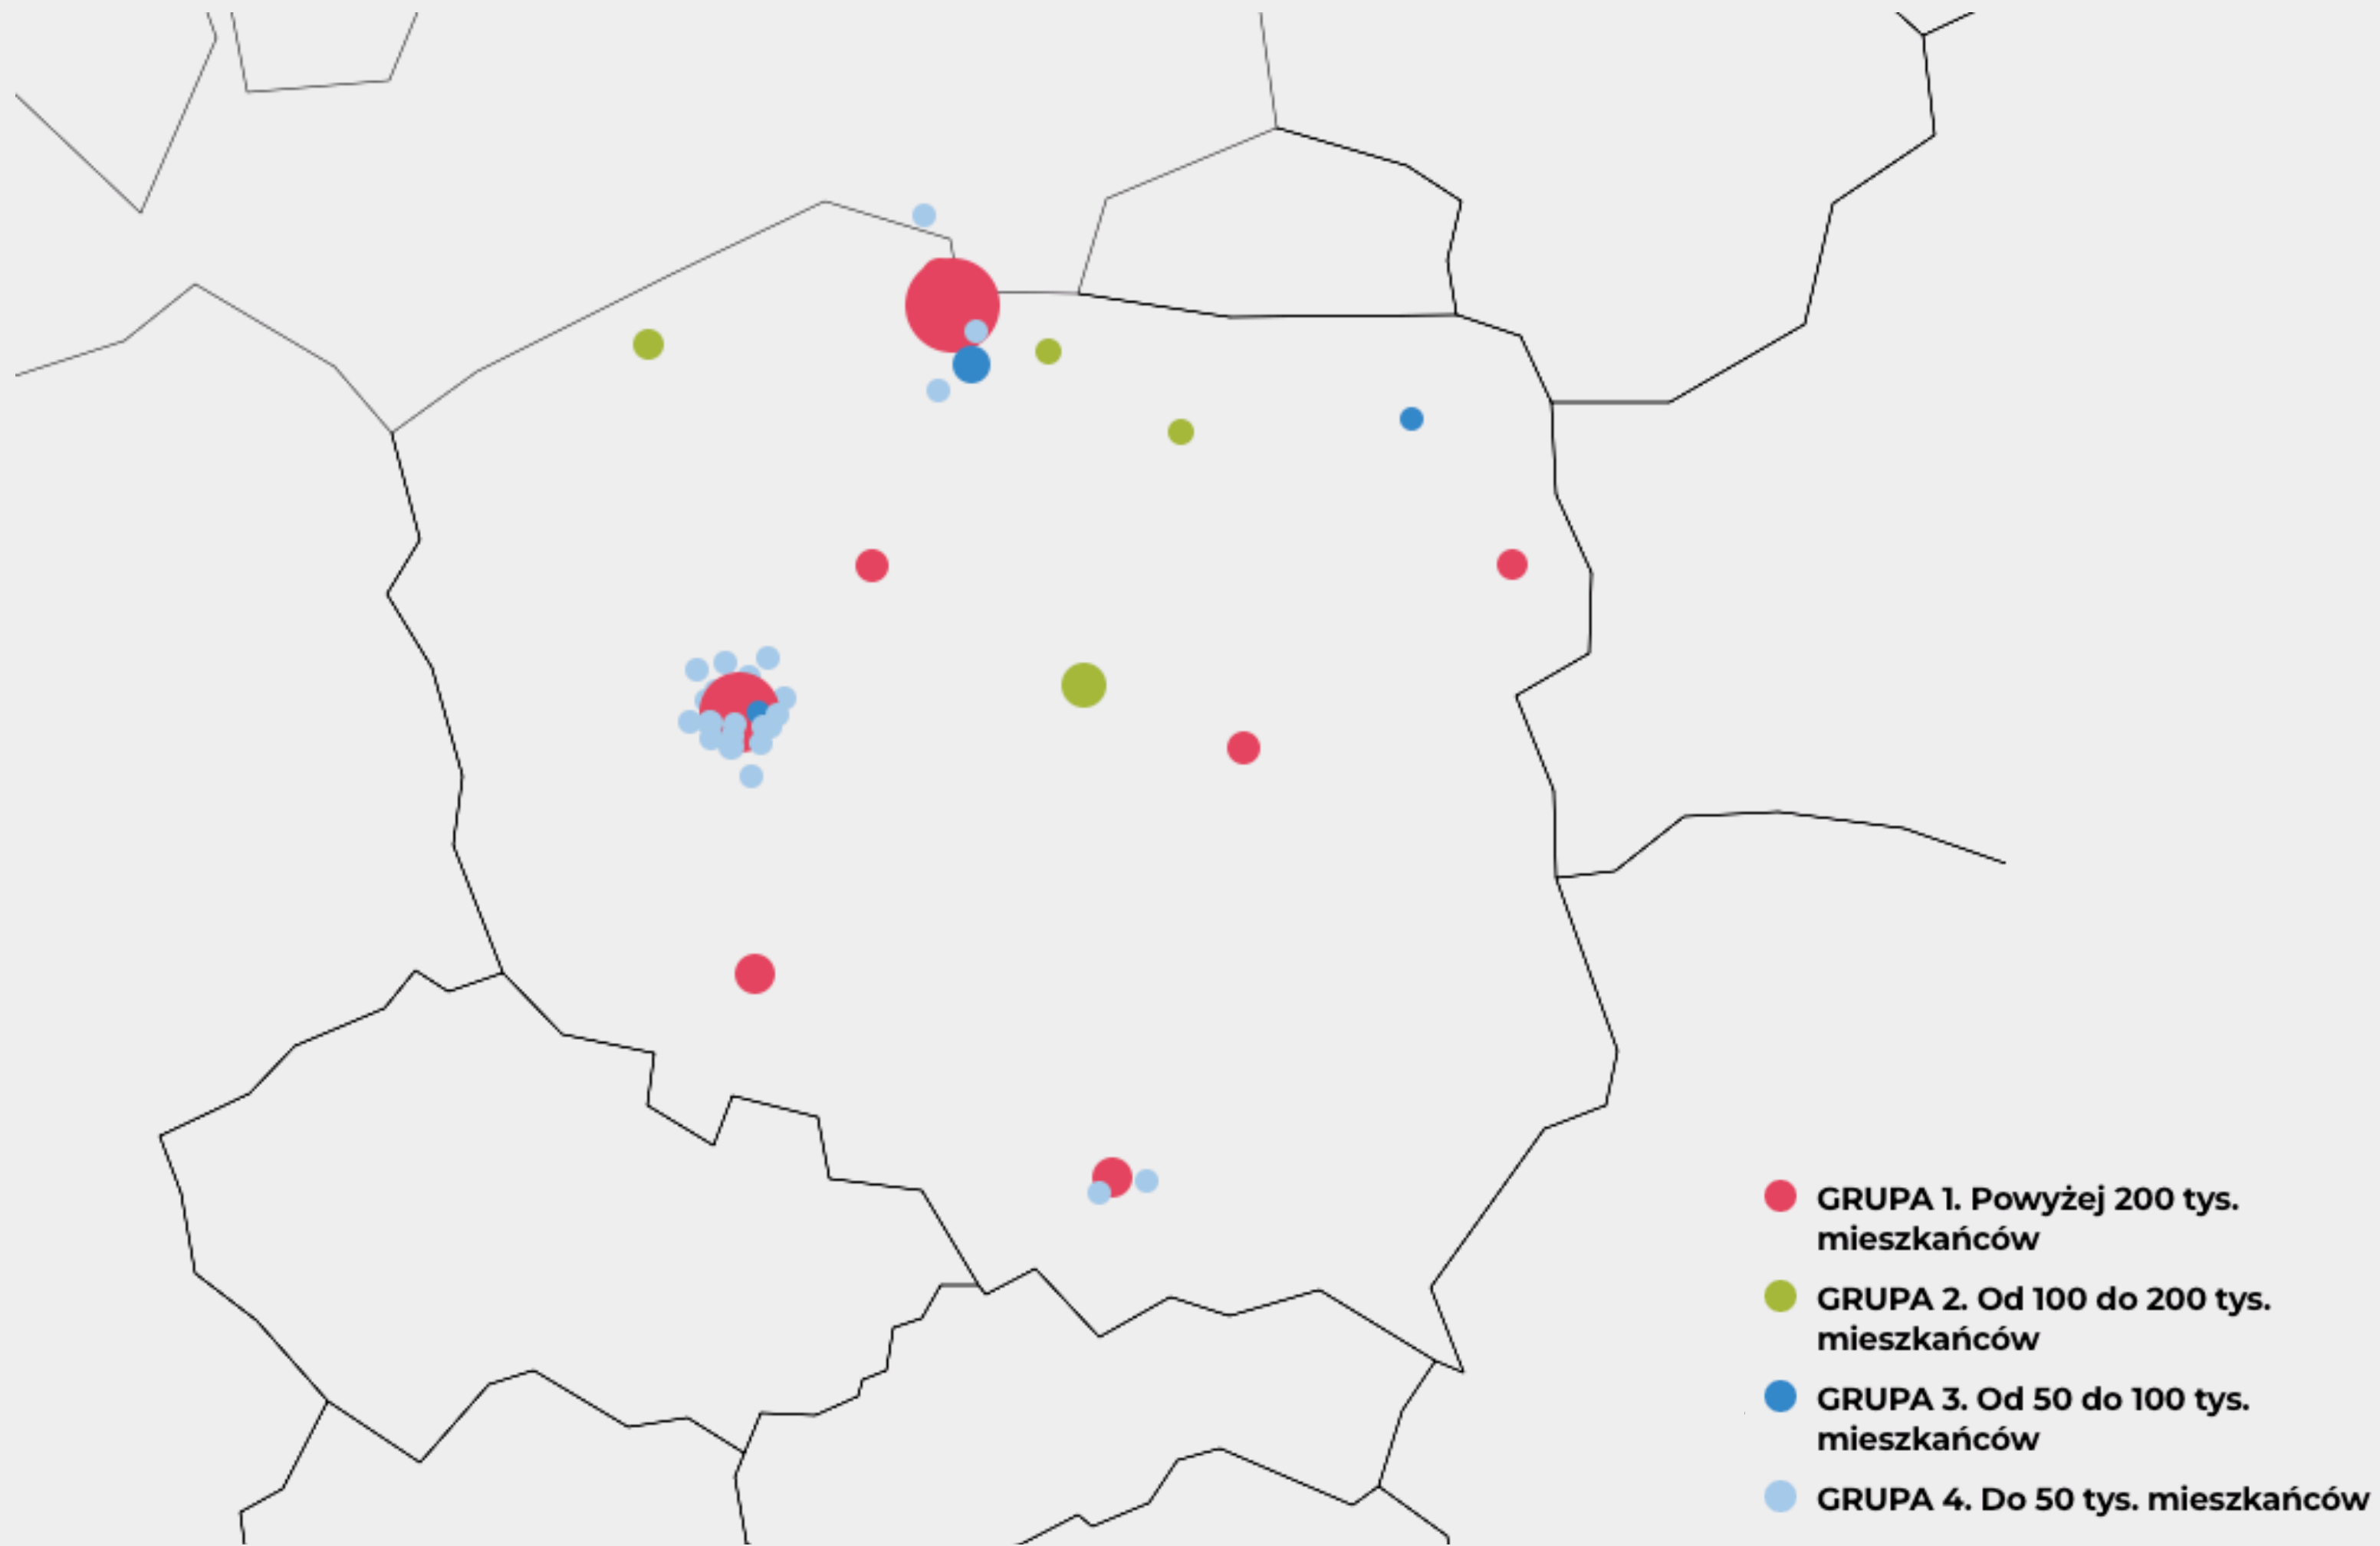 GRUPA 1. Powyżej 200 tys.
mieszkańców
GRUPA 2. Od 100 do 200 tys.
mieszkańców
GRUPA 3. Od 50 do 100 tys.
mieszkańców
GRUPA 4. Do 50 tys. mieszkańców